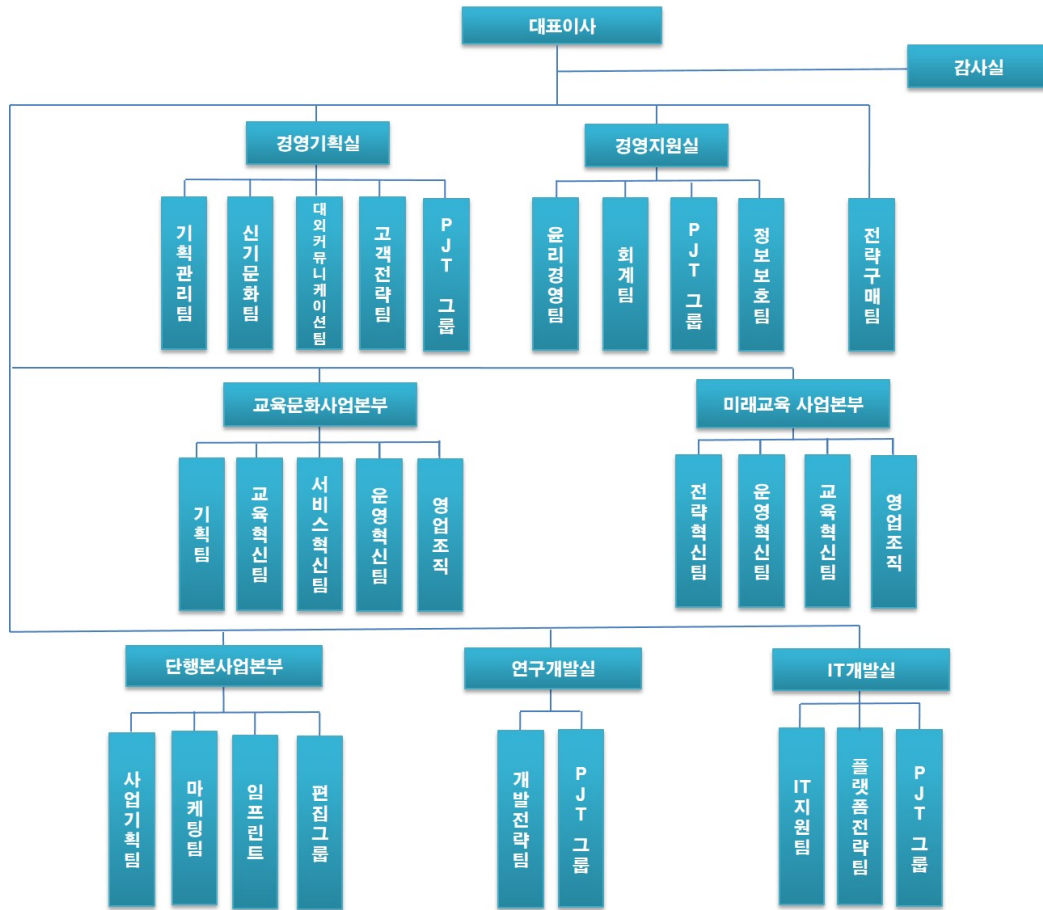 대표이사
감사실
경영기획실
경영지원실
기획관리팀
신기문화팀
대외커뮤니케이션팀
고객전략팀
PJT 그룹
윤리경영팀
회계팀
PJT 그룹
정보보호팀
전략구매팀
교육문화사업본부
미래교육 사업본부
기획팀
교육혁신팀
서비스혁신팀
운영혁신팀
영업조직
전략혁신팀
운영혁신팀
교육혁신팀
영업조직
단행본사업본부
연구개발실
IT개발실
사업기획팀
마케팅팀
임프린트
편집그룹
개발전략팀
PJT 그룹
IT지원팀
플랫폼전략팀
PJT 그룹